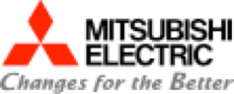 MITSUBISHI
ELECTRIC
Changes for the Better